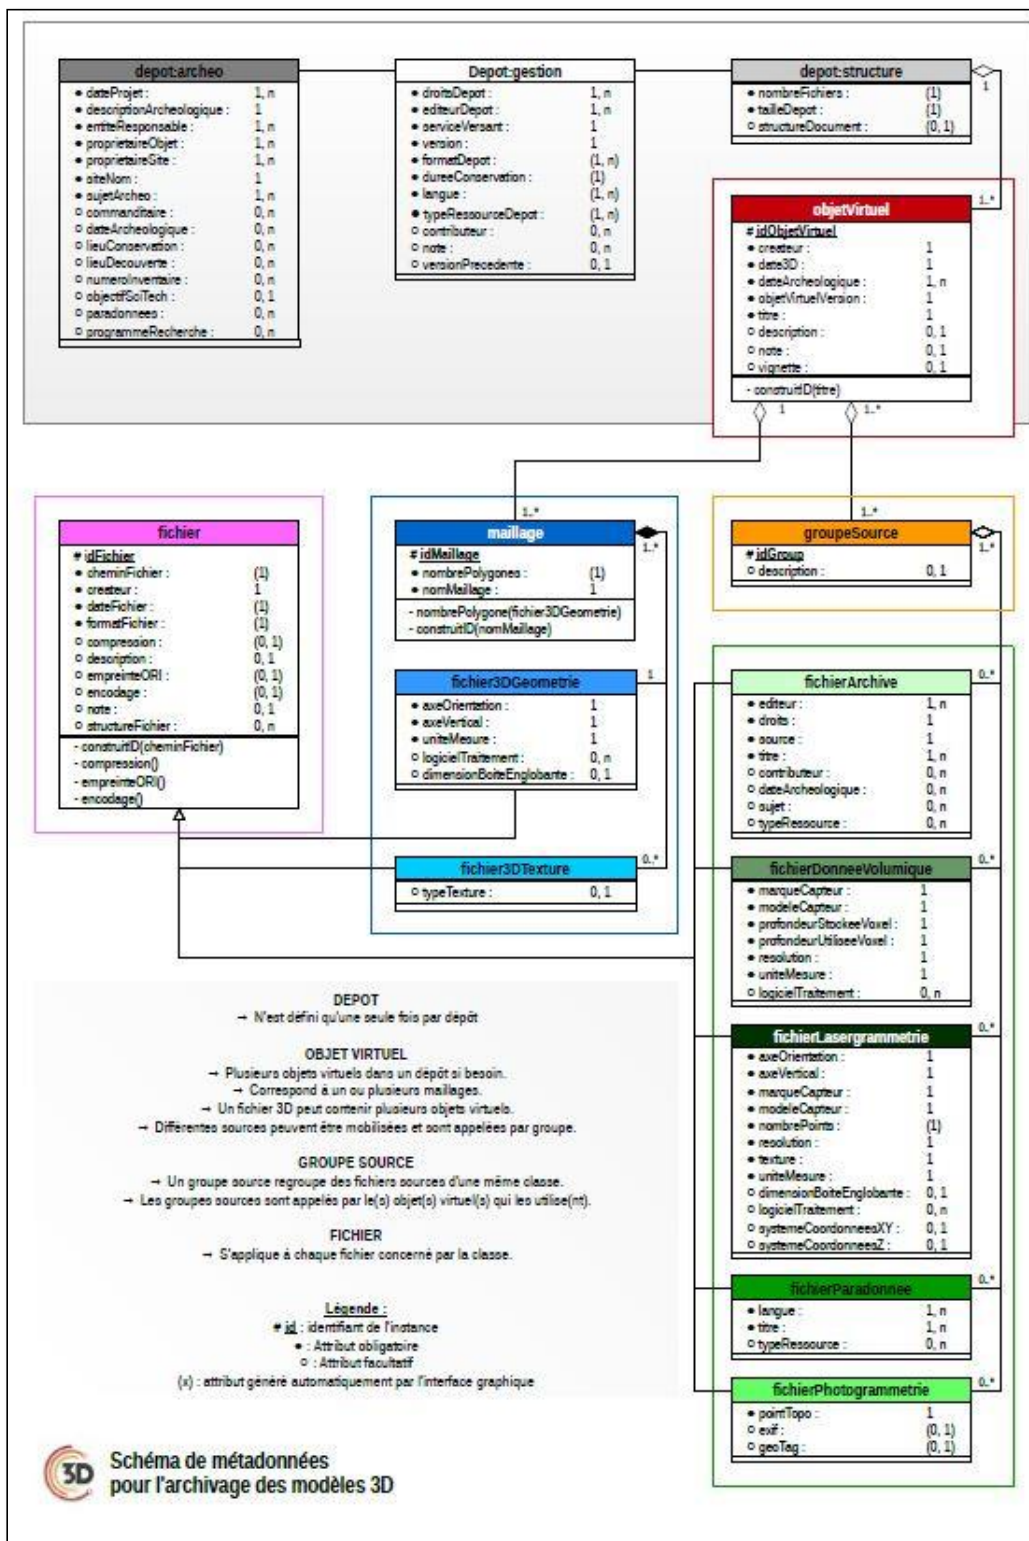 depot:archeo
● dateProjet : 1, n
● descriptionArcheologique : 1
● entiteResponsable : 1, n
● proprietaireObjet : 1, n
● proprietaireSite : 1, n
● siteNom : 1
● sujetArcheo : 1, n
○ commanditaire : 0, n
○ dateArcheologique : 0, n
○ lieuConservation : 0, n
○ lieuDecouverte : 0, n
○ numeroInventaire : 0, n
○ objectifSciTech : 0, 1
○ paradonnees : 0, n
○ programmeRecherche : 0, n
Depot:gestion
● droitsDepot : 1, n
● editeurDepot : 1, n
● serviceVersant : 1
● version : 1
● formatDepot : (1, n)
● dureeConservation : (1)
● langue : (1, n)
● typeRessourceDepot : (1, n)
○ contributeur : 0, n
○ note : 0, n
○ versionPrecedente : 0, 1
depot:structure
● nombreFichiers : (1)
● tailleDepot : (1)
○ structureDocument : (0, 1)
1
1..*
objetVirtuel
# idObjetVirtuel
● createur : 1
● date3D : 1
● dateArcheologique : 1, n
● objetVirtuelVersion : 1
● titre : 1
○ description : 0, 1
○ note : 0, 1
○ vignette : 0, 1
- construitID(titre)
1 1..*
1..* 1..*
fichier
# idFichier
● cheminFichier : (1)
● createur : 1
● dateFichier : (1)
● formatFichier : (1)
○ compression : (0, 1)
○ description : 0, 1
○ empreinteORI : (0, 1)
○ encodage : (0, 1)
○ note : 0, 1
○ structureFichier : 0, n
- construitID(cheminFichier)
- compression()
- empreinteORI()
- encodage()
maillage
1..*
# idMaillage
● nombrePolygones : (1)
● nomMaillage : 1
- nombrePolygone(fichier3DGeometrie)
- construitID(nomMaillage)
fichier3DGeometrie
1
● axeOrientation : 1
● axeVertical : 1
● uniteMesure : 1
○ logicielTraitement : 0, n
○ dimensionBoiteEnglobante : 0, 1
fichier3DTexture
0..*
○ typeTexture : 0, 1
groupeSource
1..*
# idGroup
○ description : 0, 1
fichierArchive
0..*
● editeur : 1, n
● droits : 1
● source : 1
● titre : 1, n
○ contributeur : 0, n
○ dateArcheologique : 0, n
○ sujet : 0, n
○ typeRessource : 0, n
fichierDonneeVolumique
0..*
● marqueCapteur : 1
● modeleCapteur : 1
● profondeurStockeeVoxel : 1
● profondeurUtiliseeVoxel : 1
● resolution : 1
● uniteMesure : 1
○ logicielTraitement : 0, n
fichierLasergrammetrie
0..*
● axeOrientation : 1
● axeVertical : 1
● marqueCapteur : 1
● modeleCapteur : 1
● nombrePoints : (1)
● resolution : 1
● texture : 1
● uniteMesure : 1
○ dimensionBoiteEnglobante : 0, 1
○ logicielTraitement : 0, n
○ systemeCoordonneesXY : 0, 1
○ systemeCoordonneesZ : 0, 1
fichierParadonnee
0..*
● langue : 1, n
● titre : 1, n
○ typeRessource : 0, n
fichierPhotogrammetrie
0..*
● pointTopo : 1
○ exif : (0, 1)
○ geoTag : (0, 1)
DEPOT
→ N'est défini qu'une seule fois par dépôt
OBJET VIRTUEL
→ Plusieurs objets virtuels dans un dépôt si besoin.
→ Correspond à un ou plusieurs maillages.
→ Un fichier 3D peut contenir plusieurs objets virtuels.
→ Différentes sources peuvent être mobilisées et sont appelées par groupe.
GROUPE SOURCE
→ Un groupe source regroupe des fichiers sources d'une même classe.
→ Les groupes sources sont appelés par le(s) objet(s) virtuel(s) qui les utilise(nt).
FICHIER
→ S'applique à chaque fichier concerné par la classe.
Légende :
# id : identifiant de l'instance
● : Attribut obligatoire
○ : Attribut facultatif
(x) : attribut généré automatiquement par l'interface graphique
3D
Schéma de métadonnées
pour l'archivage des modèles 3D